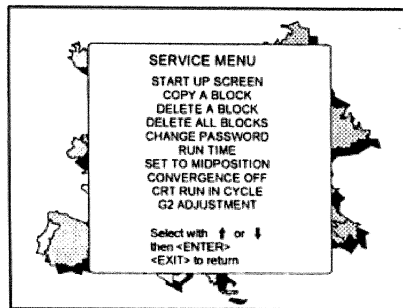 SERVICE MENU
START UP SCREEN
COPY A BLOCK
DELETE A BLOCK
DELETE ALL BLOCKS
CHANGE PASSWORD
RUN TIME
SET TO MIDPOSITION
CONVERGENCE OFF
CRT RUN IN CYCLE
G2 ADJUSTMENT
Select with ⬆ or ⬇
then <ENTER>
<EXIT> to return